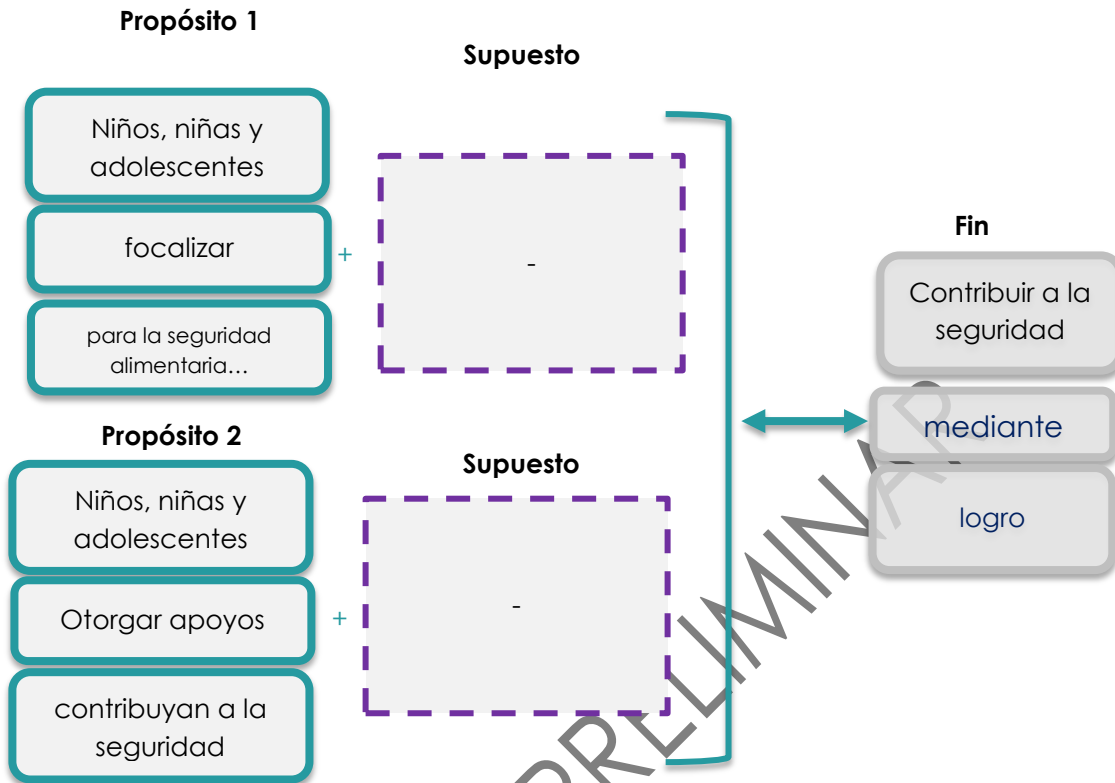 Propósito 1
Supuesto
Niños, niñas y
adolescentes
focalizar
+
-
para la seguridad
alimentaria…
Propósito 2
Supuesto
Niños, niñas y
adolescentes
Otorgar apoyos
+
-
contribuyan a la
seguridad
Fin
Contribuir a la
seguridad
mediante
logro
PRELIMINAR